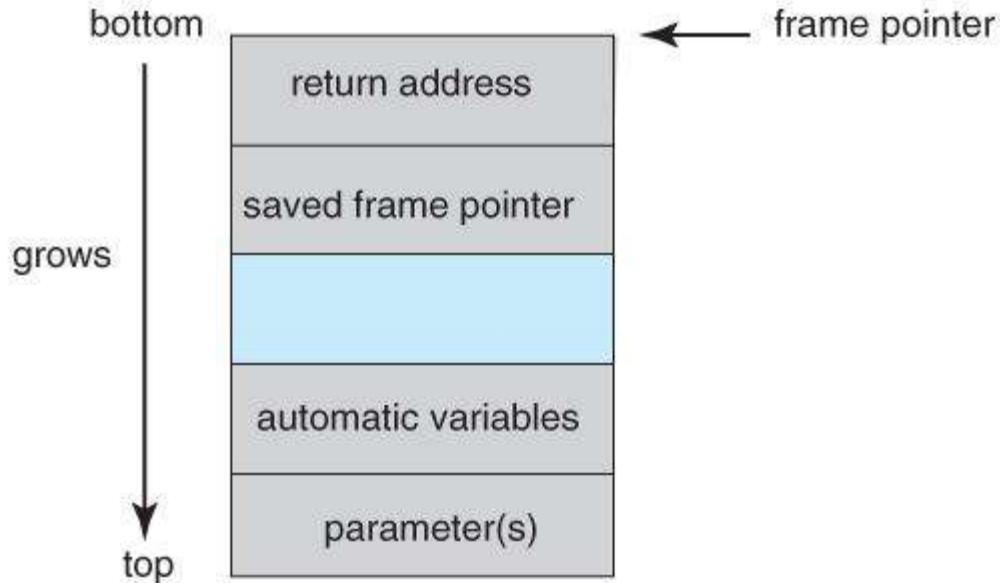 bottom
frame pointer
return address
saved frame pointer
grows
automatic variables
parameter(s)
top